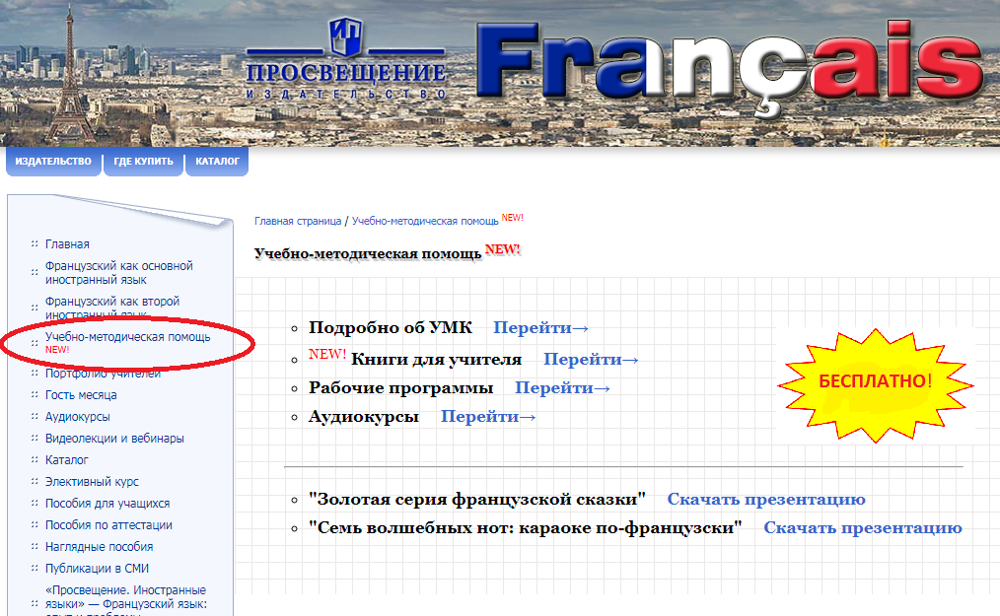 ПРОСВЕЩЕНИЕ
ИЗДАТЕЛЬСТВО
Français
ИЗДАТЕЛЬСТВО ГДЕ КУПИТЬ КАТАЛОГ
Главная
Французский как основной
иностранный язык
Французский как второй
иностранный язык
Учебно-методическая помощь
NEW!
Портфолио учителей
Гость месяца
Аудиокурсы
Видеолекции и вебинары
Каталог
Элективный курс
Пособия для учащихся
Пособия по аттестации
Наглядные пособия
Публикации в СМИ
«Просвещение. Иностранные
языки» — Французский язык:
Главная страница / Учебно-методическая помощь NEW!
Учебно-методическая помощь NEW!
Подробно об УМК Перейти→
NEW! Книги для учителя Перейти→
Рабочие программы Перейти→
Аудиокурсы Перейти→
БЕСПЛАТНО!
"Золотая серия французской сказки" Скачать презентацию
"Семь волшебных нот: караоке по-французски" Скачать презентацию